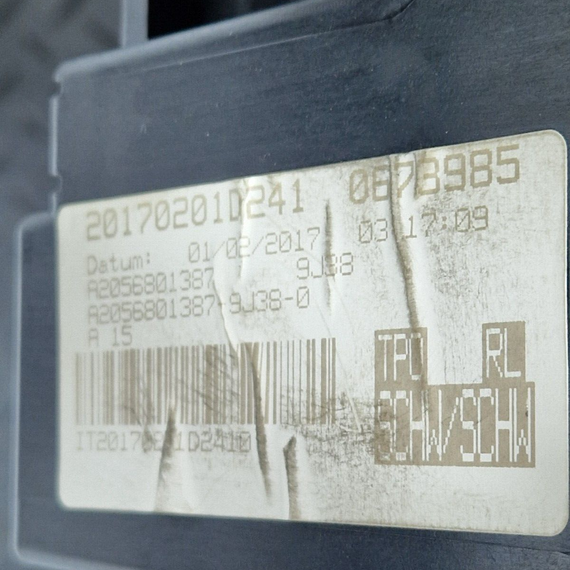 20170201D241 0673985
Datum: 01/02/2017 03 17:09
A2056801387 9J38
A2056801387-9J38-0
A 15
IT20170201D2410
TPO RL
SCHW/SCHW